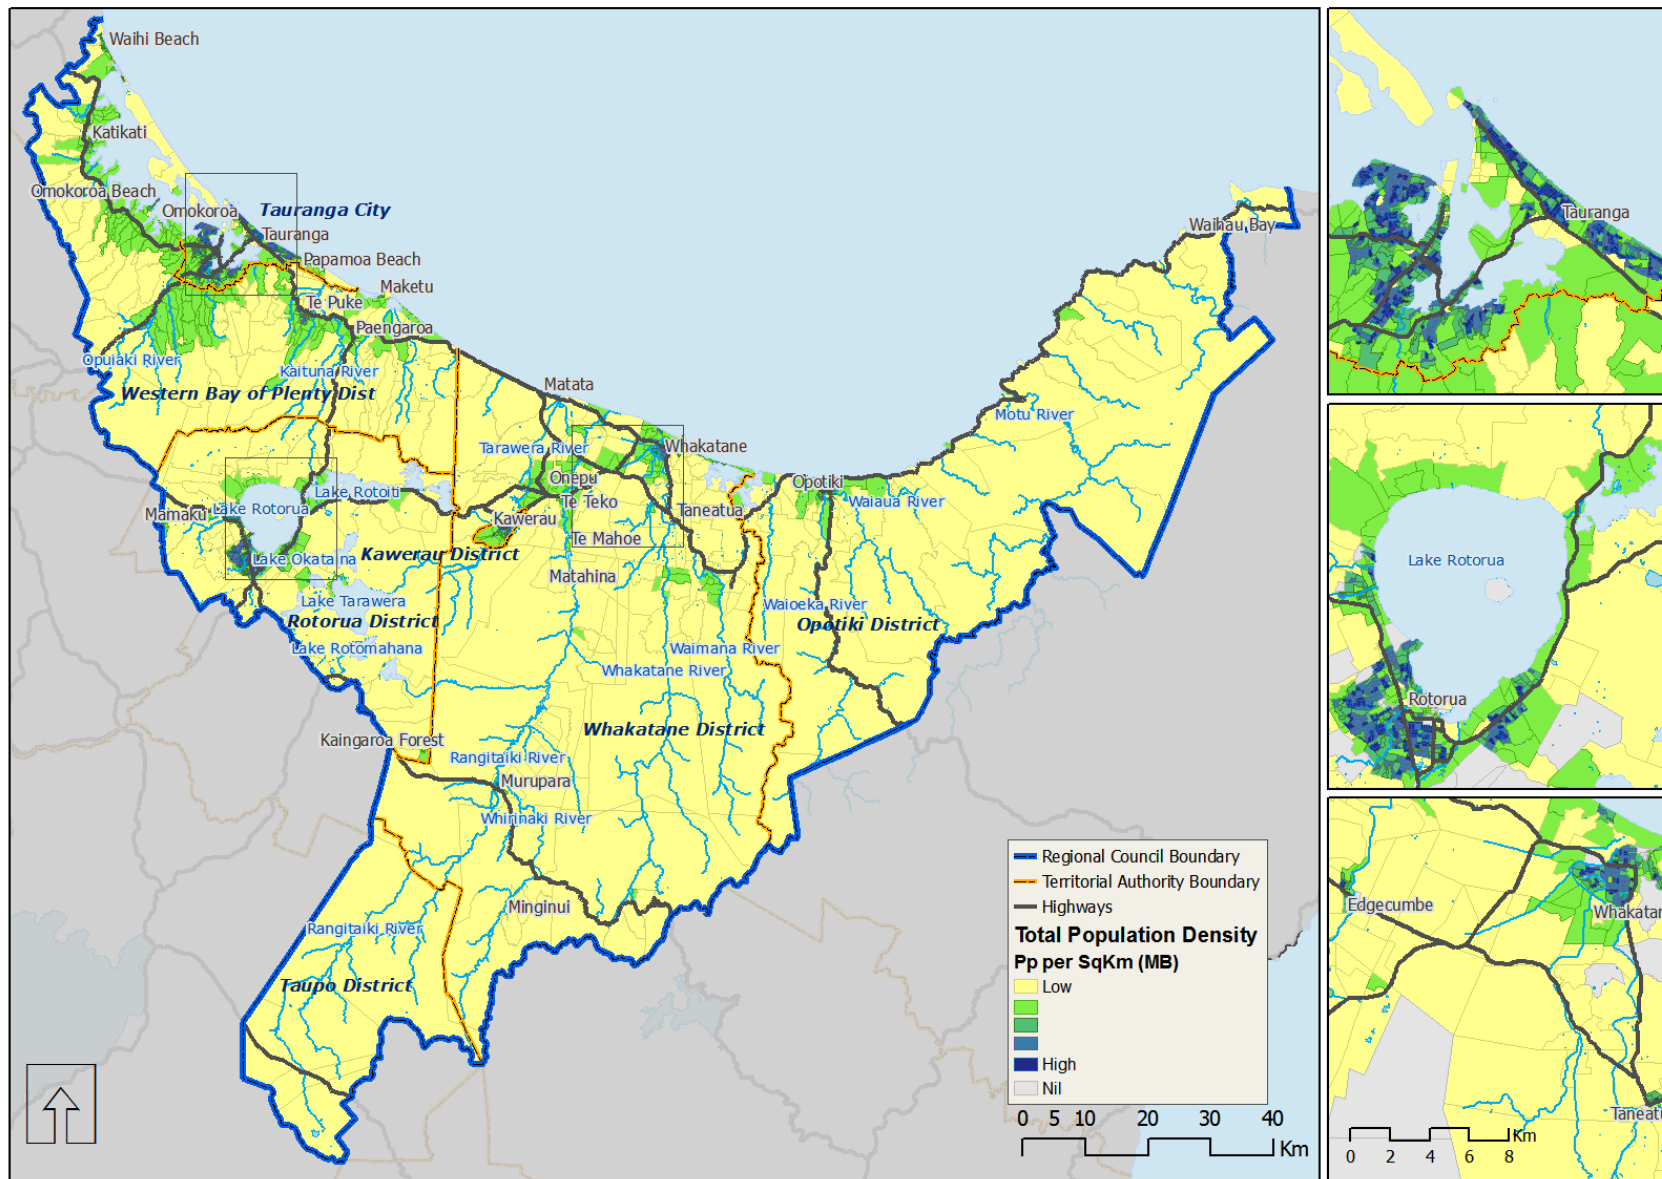 Waihi Beach
Katikati
Omokoroa Beach
Omokoroa
Tauranga City
Tauranga
Papamoa Beach
Maketu
Te Puke
Paengaroa
Opuiaki River
Kaituna River
Western Bay of Plenty Dist
Waihau Bay
Motu River
Matata
Tarawera River
Whakatane
Onepu
Te Teko
Lake Rotoiti
Lake Rotorua
Mamaku
Kawerau
Taneatua
Opotiki
Waiaua River
Te Mahoe
Lake Okataina
Kawerau District
Matahina
Lake Tarawera
Rotorua District
Waioeka River
Opotiki District
Lake Rotomahana
Waimana River
Whakatane River
Whakatane District
Kaingaroa Forest
Rangitaiki River
Murupara
Whirinaki River
Minginui
Rangitaiki River
Taupo District
Regional Council Boundary
Territorial Authority Boundary
Highways
Total Population Density
Pp per SqKm (MB)
Low
High
Nil
0 5 10 20 30 40
Km
Tauranga
Lake Rotorua
Rotorua
Edgecumbe
Whakatan
Taneatu
Km
0 2 4 6 8